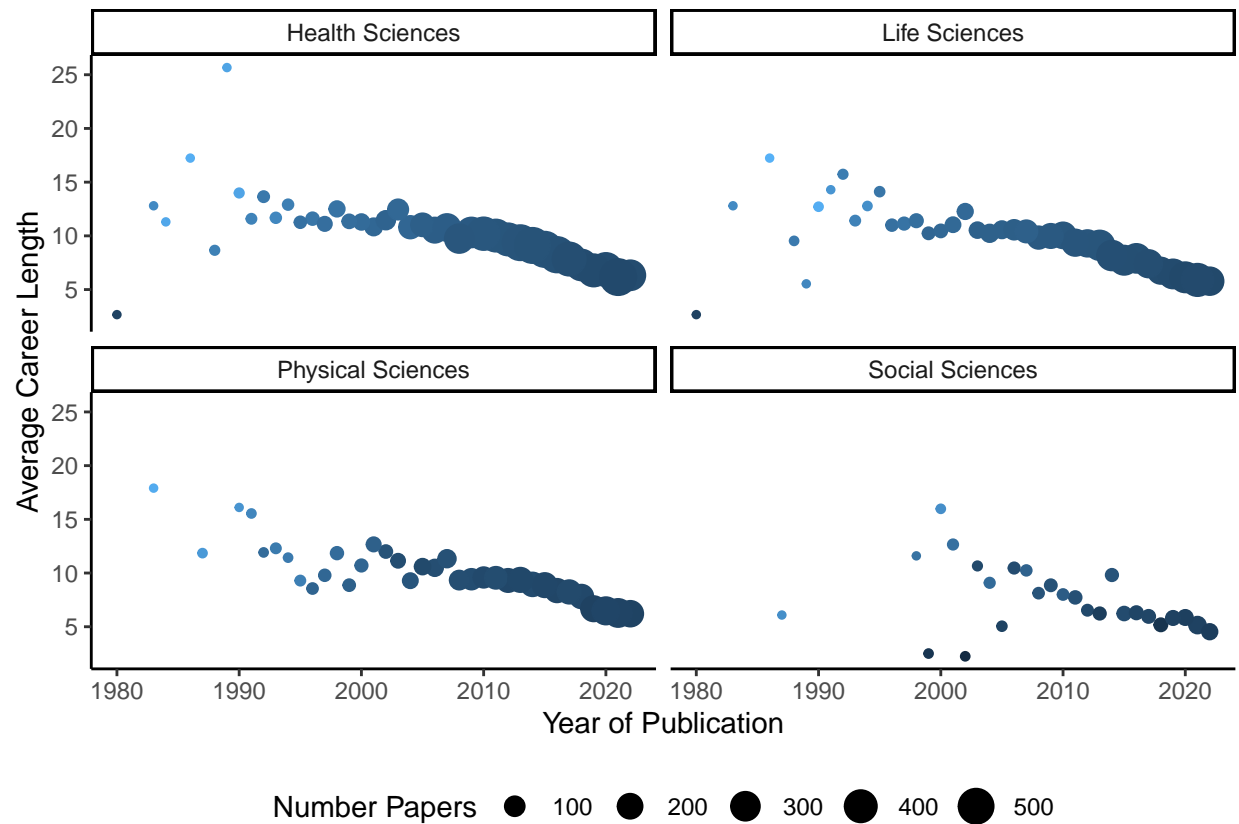 Health Sciences
Life Sciences
25
20
15
10
5
Physical Sciences
Social Sciences
25
20
15
10
5
Average Career Length
1980 1990 2000 2010 2020 1980 1990 2000 2010 2020
Year of Publication
Number Papers 100 200 300 400 500